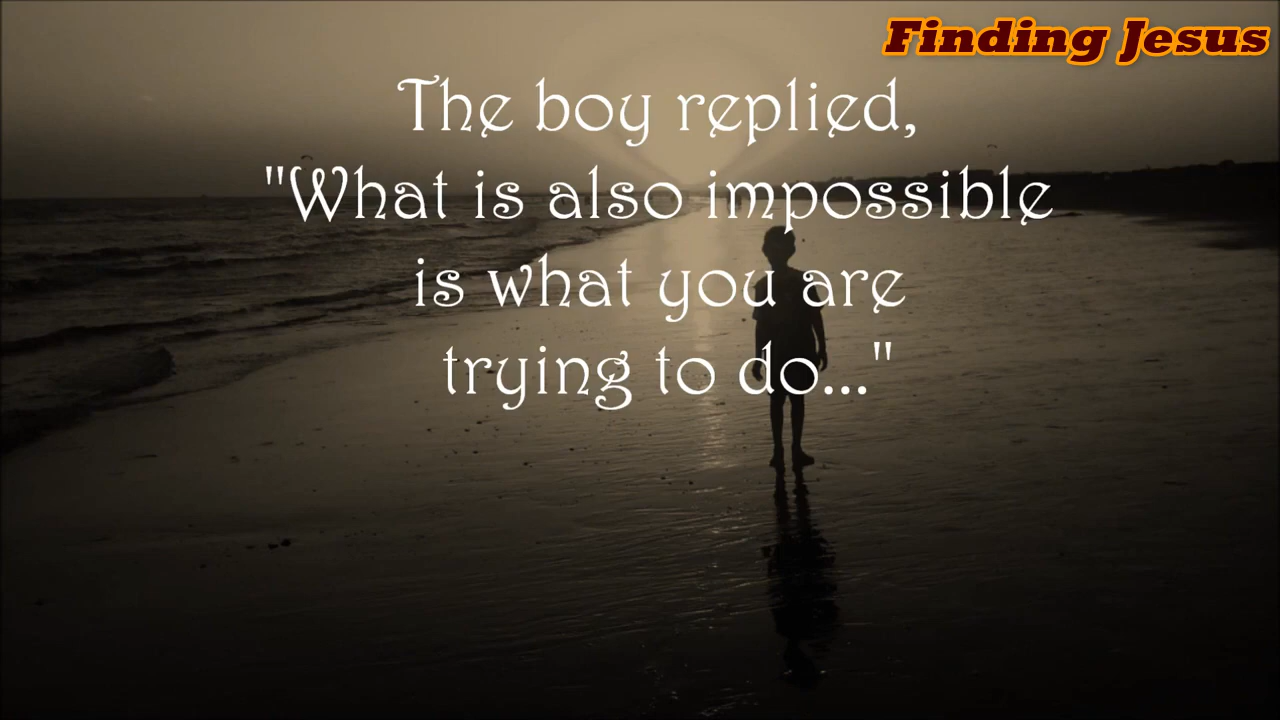 Finding Jesus
The boy replied,
"What is also impossible
is what you are
trying to do..."